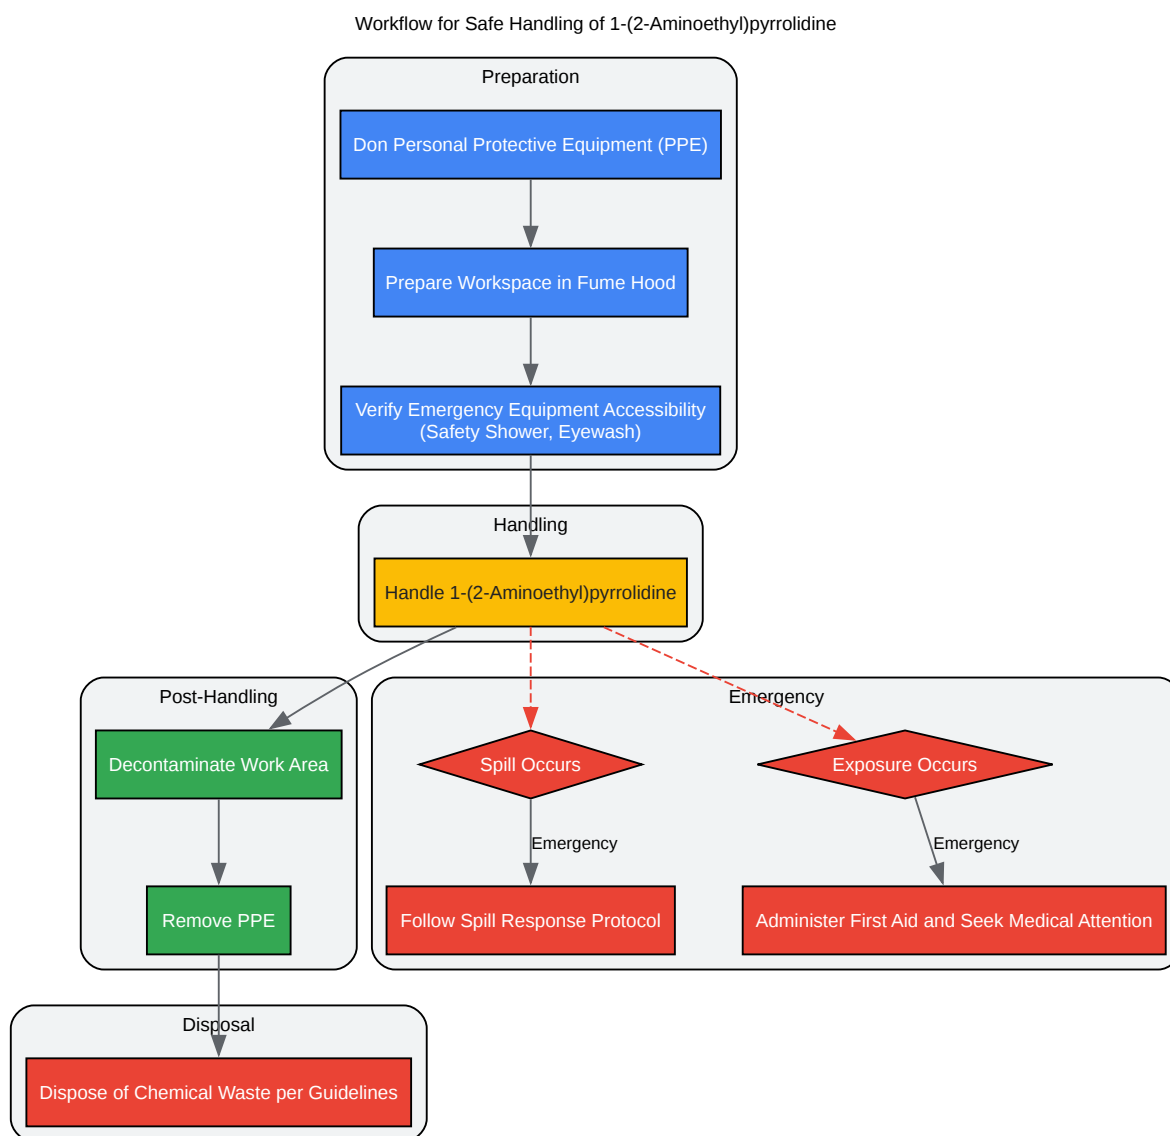 Workflow for Safe Handling of 1-(2-Aminoethyl)pyrrolidine
Preparation
Don Personal Protective Equipment (PPE)
Prepare Workspace in Fume Hood
Verify Emergency Equipment Accessibility
(Safety Shower, Eyewash)
Handling
Handle 1-(2-Aminoethyl)pyrrolidine
Post-Handling
Decontaminate Work Area
Remove PPE
Emergency
Spill Occurs
Exposure Occurs
Emergency
Emergency
Follow Spill Response Protocol
Administer First Aid and Seek Medical Attention
Disposal
Dispose of Chemical Waste per Guidelines